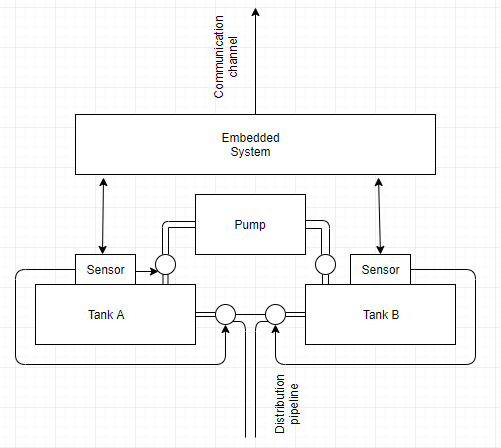 Communication
channel
Embedded
System
Pump
Sensor
Sensor
Tank A
Tank B
Distribution
pipeline